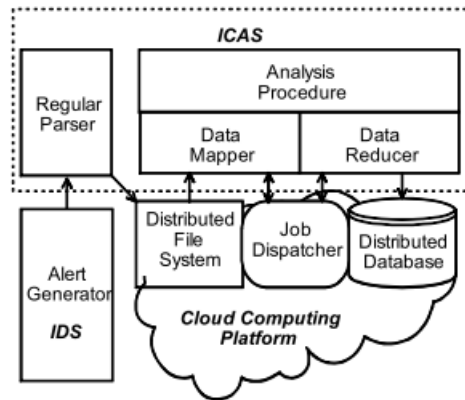 ICAS
Regular
Parser
Analysis
Procedure
Data
Mapper
Data
Reducer
Alert
Generator
IDS
Distributed
File
System
Job
Dispatcher
Distributed
Database
Cloud Computing
Platform